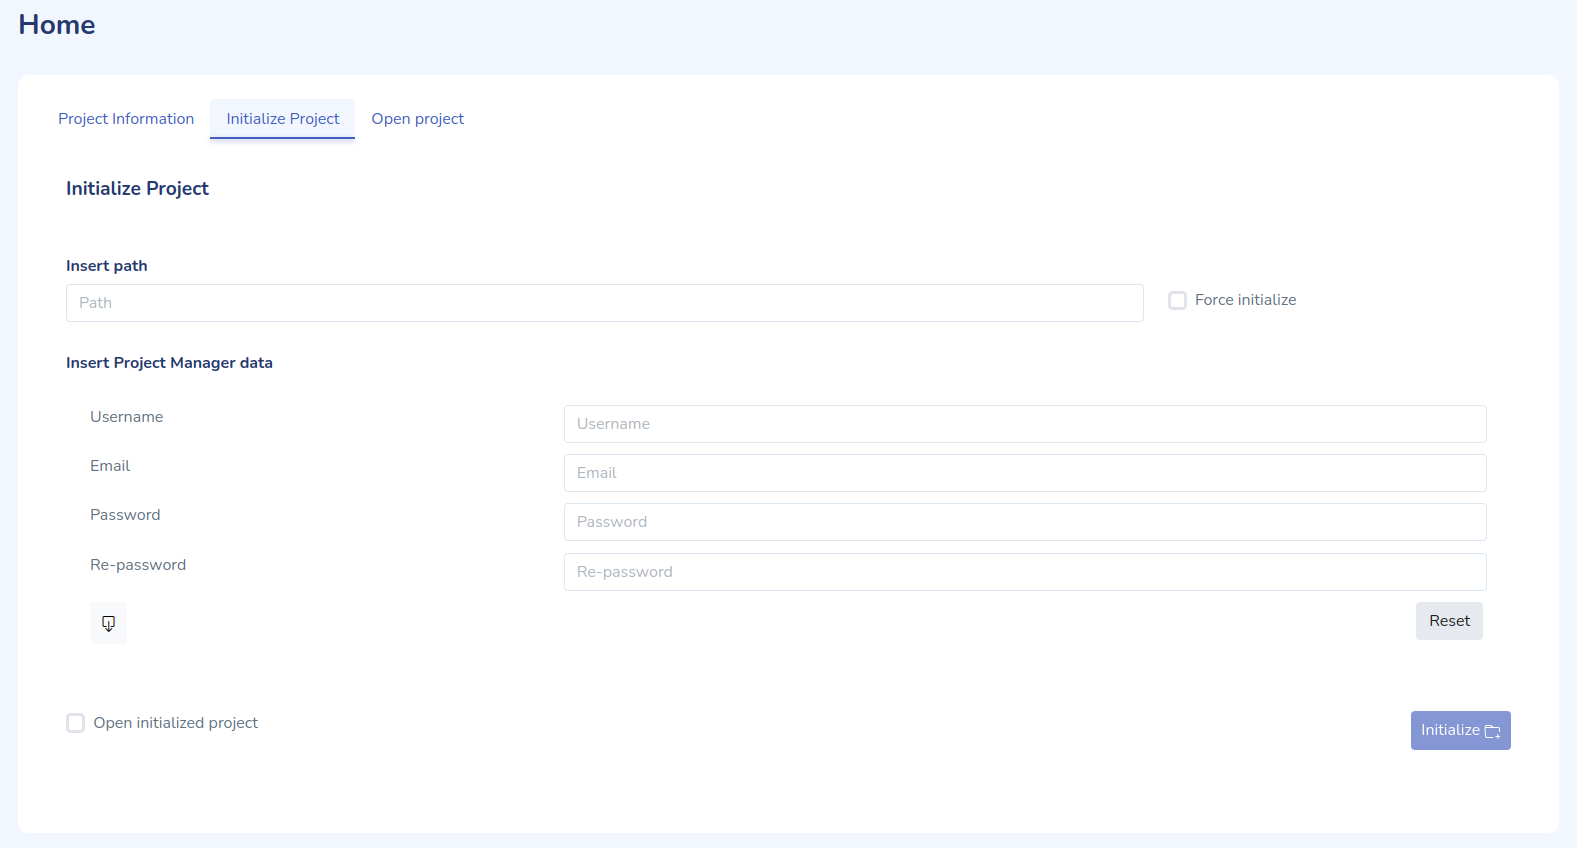 Home
Project Information Initialize Project Open project
Initialize Project
Insert path
Path Force initialize
Insert Project Manager data
Username Username
Email Email
Password Password
Re-password Re-password
Reset
Open initialized project Initialize